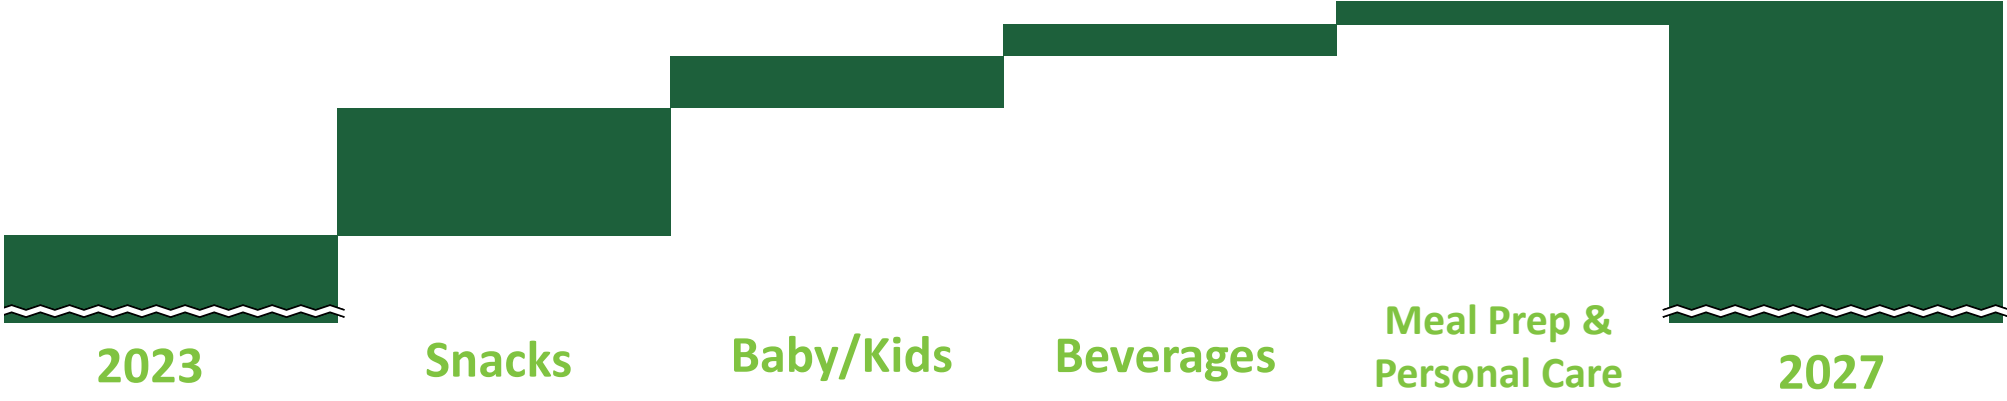 2023
Snacks
Baby/Kids
Beverages
Meal Prep &
Personal Care
2027